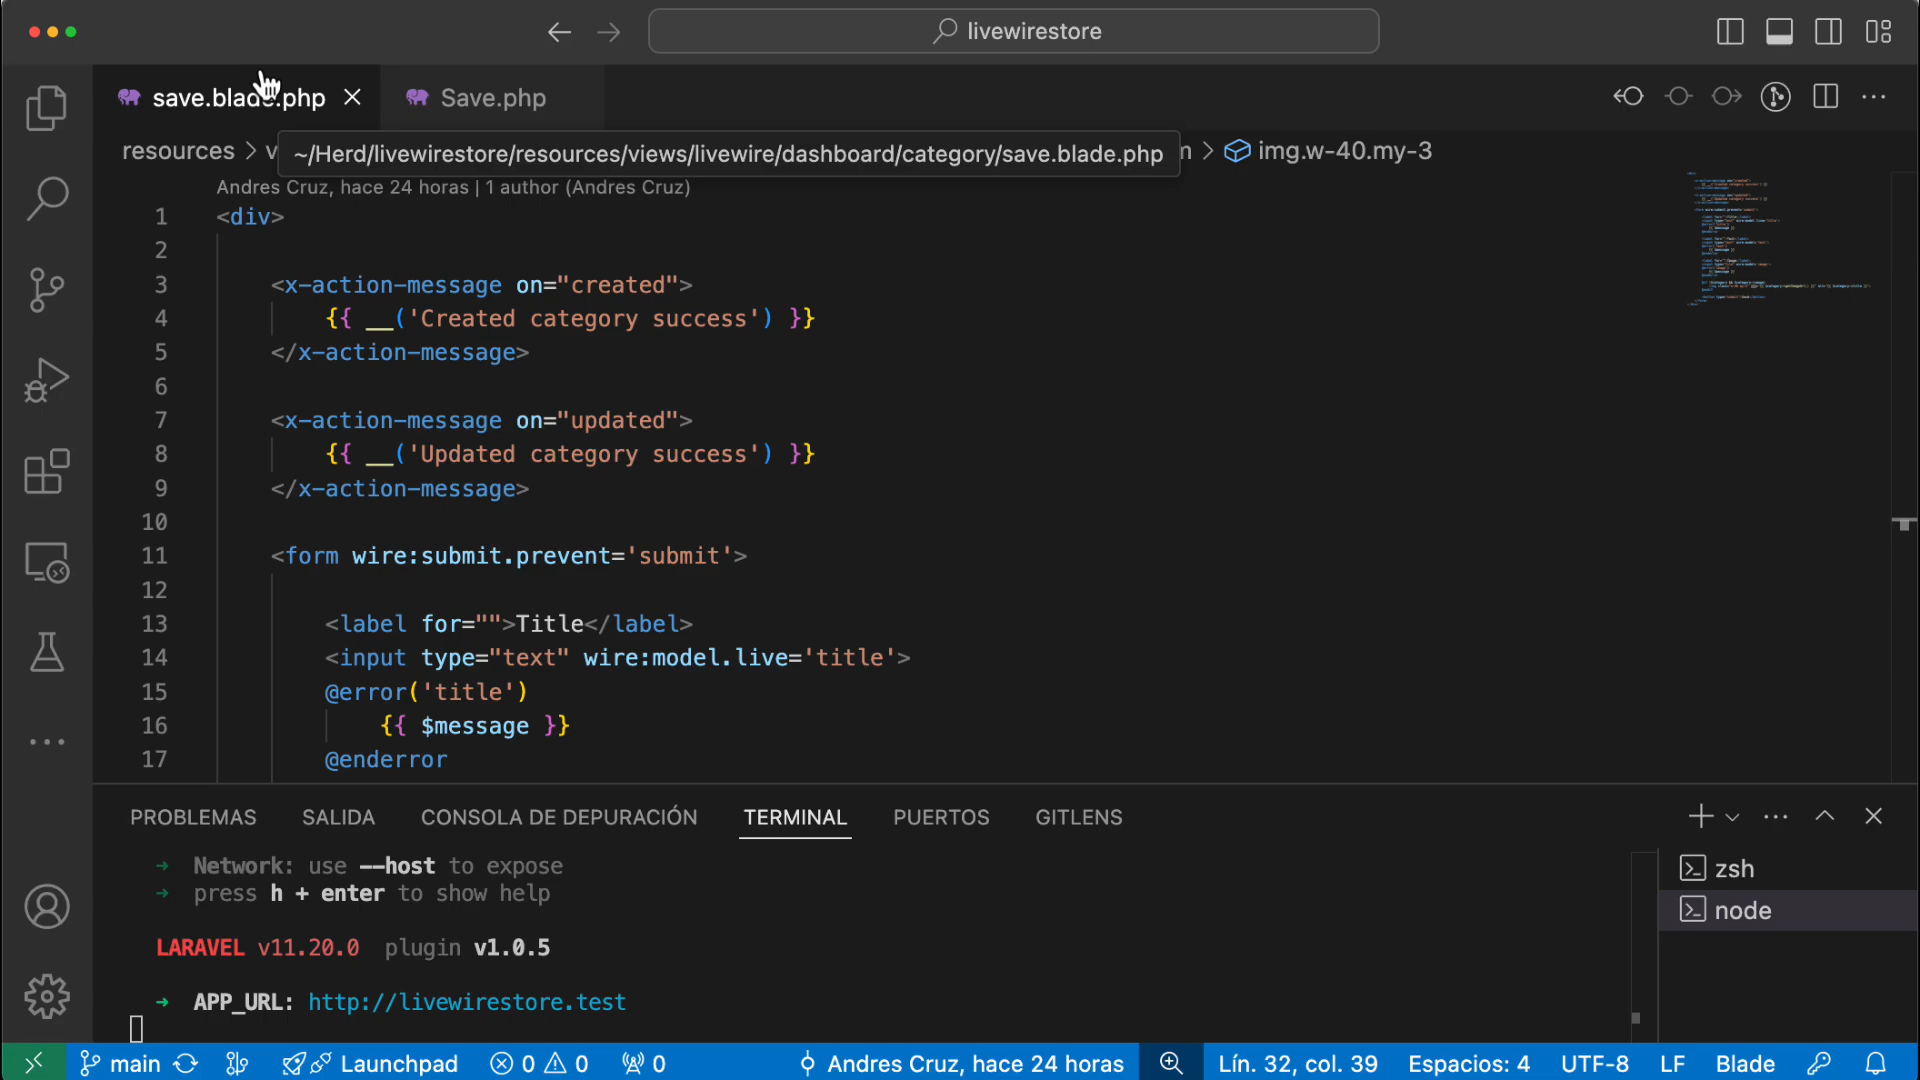 livewirestore
save.blade.php
Save.php
resources > v
~/Herd/livewirestore/resources/views/livewire/dashboard/category/save.blade.php
n > img.w-40.my-3
Andres Cruz, hace 24 horas | 1 author (Andres Cruz)
1 <div>
2
3 <x-action-message on="created">
4 {{ __('Created category success') }}
5 </x-action-message>
6
7 <x-action-message on="updated">
8 {{ __('Updated category success') }}
9 </x-action-message>
10
11 <form wire:submit.prevent='submit'>
12
13 <label for="">Title</label>
14 <input type="text" wire:model.live='title'>
15 @error('title')
16 {{ $message }}
17 @enderror
PROBLEMAS SALIDA CONSOLA DE DEPURACIÓN TERMINAL PUERTOS GITLENS
➜ Network: use --host to expose
➜ press h + enter to show help
LARAVEL v11.20.0 plugin v1.0.5
➜ APP_URL: http://livewirestore.test
zsh
node
main Launchpad 0 0 0 Andres Cruz, hace 24 horas Lín. 32, col. 39 Espacios: 4 UTF-8 LF Blade